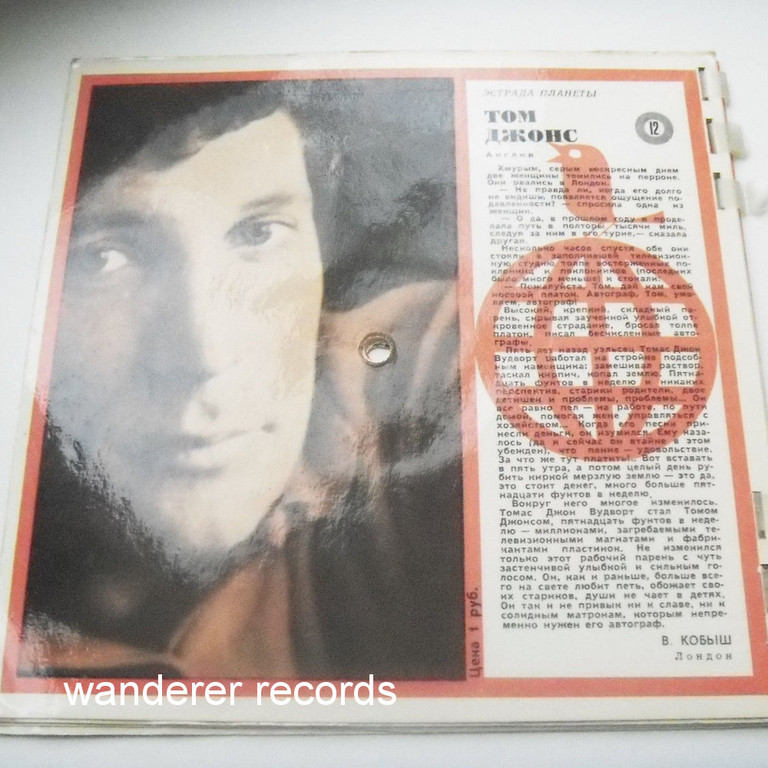 ЭСТРАДА ПЛАНЕТЫ
ТОМ
ДЖОНС
12
Англия
Хмурым, серым воскресным днем
две женщины томились на перроне.
Они рвались в Лондон.
— Не правда ли, когда его долго
не видишь, появляется ощущение по-
давленности? — спросила одна из
женщин.
— О да, в прошлом году я проде-
лала путь в полторы тысячи миль,
следуя за ним в его турне,— сказала
другая.
Несколько часов спустя обе они
стояли в заполнившей телевизион-
ную студию толпе восторженных по-
клонниц и поклонников (последних
было много меньше) и стонали:
— Пожалуйста, Том, дай нам свой
носовой платок. Автограф, Том, умо-
ляем, автограф!
Высокий, крепкий, складный па-
рень, скрывая заученной улыбкой от-
кровенное страдание, бросал толпе
платок, писал бесчисленные авто-
графы.
Пять лет назад уэльсец Томас Джон
Вудворт работал на стройке подсоб-
ным каменщика: замешивал раствор,
таскал кирпич, копал землю. Пятна-
дцать фунтов в неделю и никаких
перспектив, старики родители, двое
детишек и проблемы, проблемы... Он
все равно пел — на работе, по пути
домой, помогая жене управляться с
хозяйством. Когда за песни при-
несли деньги, он изумился. Ему каза-
лось (да и сейчас он втайне в этом
убежден), что пение — удовольствие.
За что же тут платить! Вот вставать
в пять утра, а потом целый день ру-
бить киркой мерзлую землю — это да,
это стоит денег, много больше пят-
надцати фунтов в неделю.
Вокруг него многое изменилось.
Томас Джон Вудворт стал Томом
Джонсом, пятнадцать фунтов в неде-
лю — миллионами, загребаемыми те-
левизионными магнатами и фабри-
кантами пластинок. Не изменился
только этот рабочий парень с чуть
застенчивой улыбкой и сильным го-
лосом. Он, как и раньше, больше все-
го на свете любит петь, обожает сво-
их стариков, души не чает в детях.
Он так и не привык ни к славе, ни к
солидным матронам, которым непре-
менно нужен его автограф.
В. КОБЫШ
Лондон
Цена 1 руб.
wanderer records